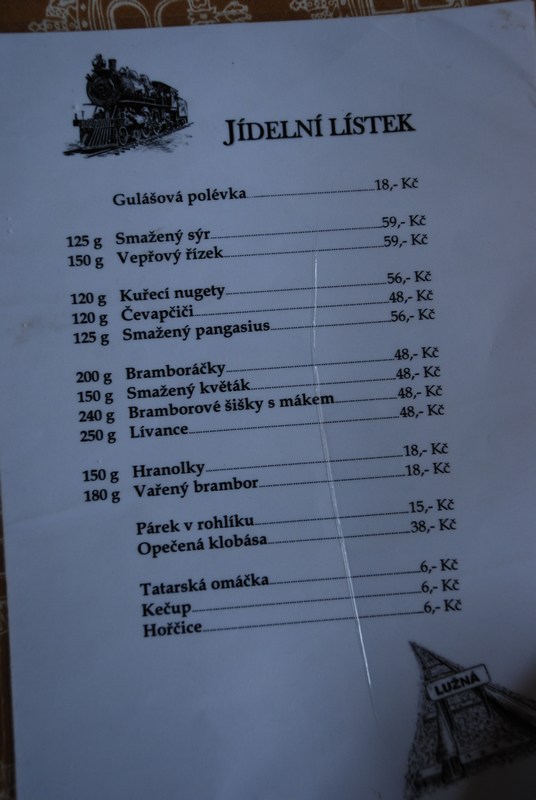 JÍDELNÍ LÍSTEK
Gulášová polévka 18,- Kč
125 g Smažený sýr 59,- Kč
150 g Vepřový řízek 59,- Kč
120 g Kuřecí nugety 56,- Kč
120 g Čevapčiči 48,- Kč
125 g Smažený pangasius 56,- Kč
200 g Bramboráčky 48,- Kč
150 g Smažený květák 48,- Kč
240 g Bramborové šišky s mákem 48,- Kč
250 g Lívance 48,- Kč
150 g Hranolky 18,- Kč
180 g Vařený brambor 18,- Kč
Párek v rohlíku 15,- Kč
Opečená klobása 38,- Kč
Tatarská omáčka 6,- Kč
Kečup 6,- Kč
Hořčice 6,- Kč
LUŽNÁ